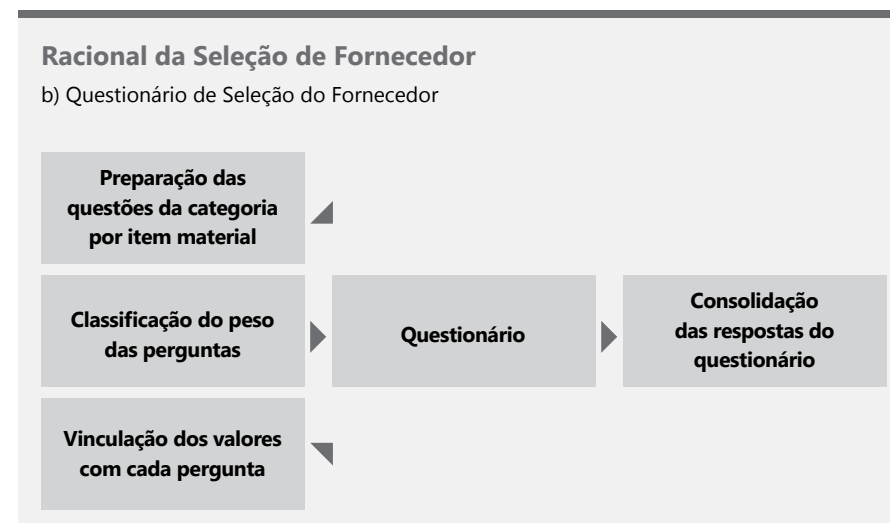 Racional da Seleção de Fornecedor
b) Questionário de Seleção do Fornecedor
Preparação das
questões da categoria
por item material
Classificação do peso
das perguntas
Questionário
Consolidação
das respostas do
questionário
Vinculação dos valores
com cada pergunta